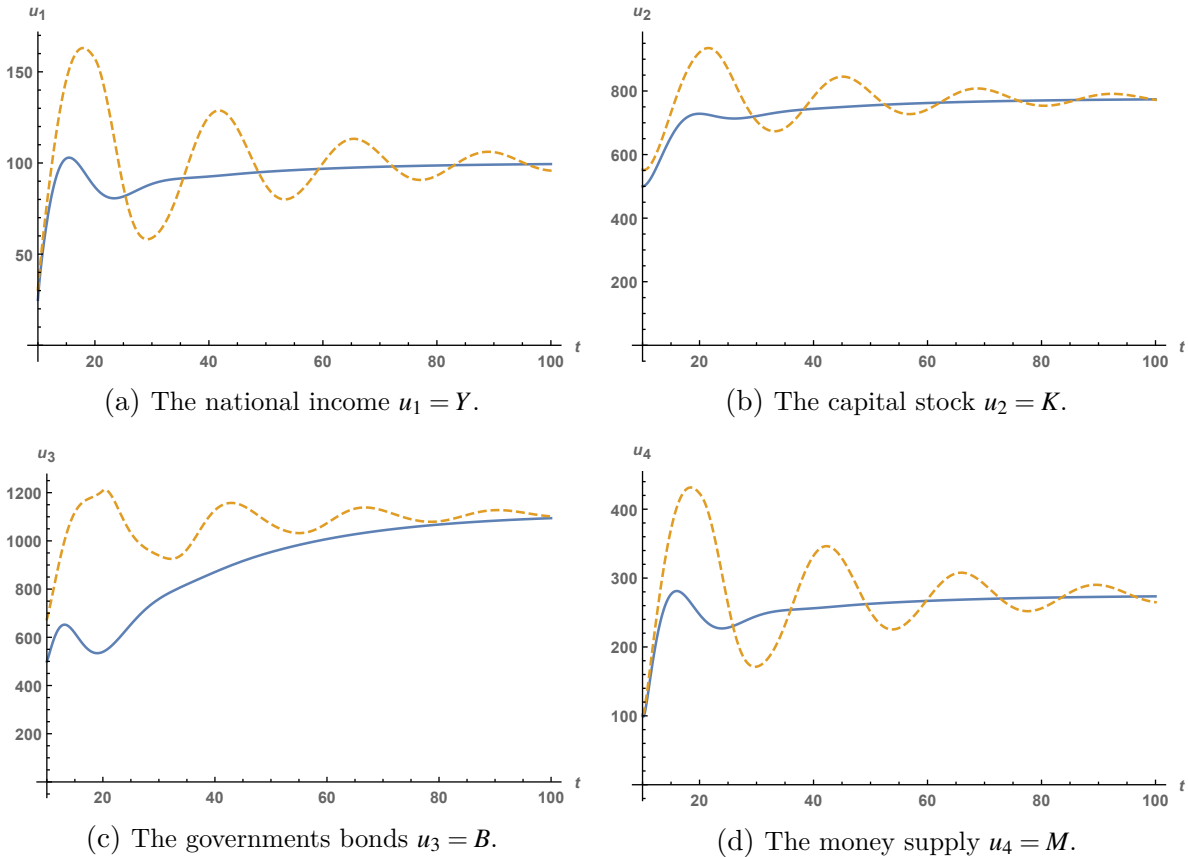 u1
150
100
50
20 40 60 80 100 t
(a) The national income u1 = Y.
u2
800
600
400
200
20 40 60 80 100 t
(b) The capital stock u2 = K.
u3
1200
1000
800
600
400
200
20 40 60 80 100 t
(c) The governments bonds u3 = B.
u4
400
300
200
100
20 40 60 80 100 t
(d) The money supply u4 = M.